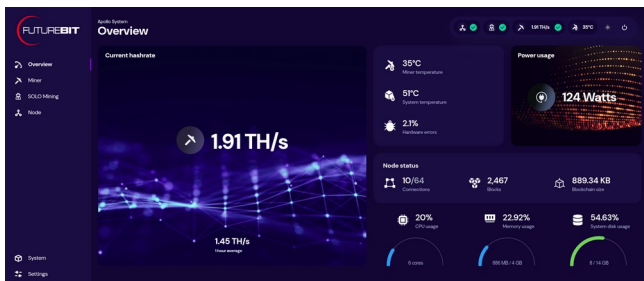 FUTUREBIT
Apollo System
Overview
1.91 TH/s
35°C
Overview
Miner
SOLO Mining
Node
System
Settings
Current hashrate
1.91 TH/s
1.45 TH/s
1 hour average
35°C
Miner temperature
51°C
System temperature
2.1%
Hardware errors
Power usage
124 Watts
Node status
10/64
Connections
2,467
Blocks
889.34 KB
Blockchain size
20%
CPU usage
6 cores
22.92%
Memory usage
986 MB / 4 GB
54.63%
System disk usage
8 / 14 GB